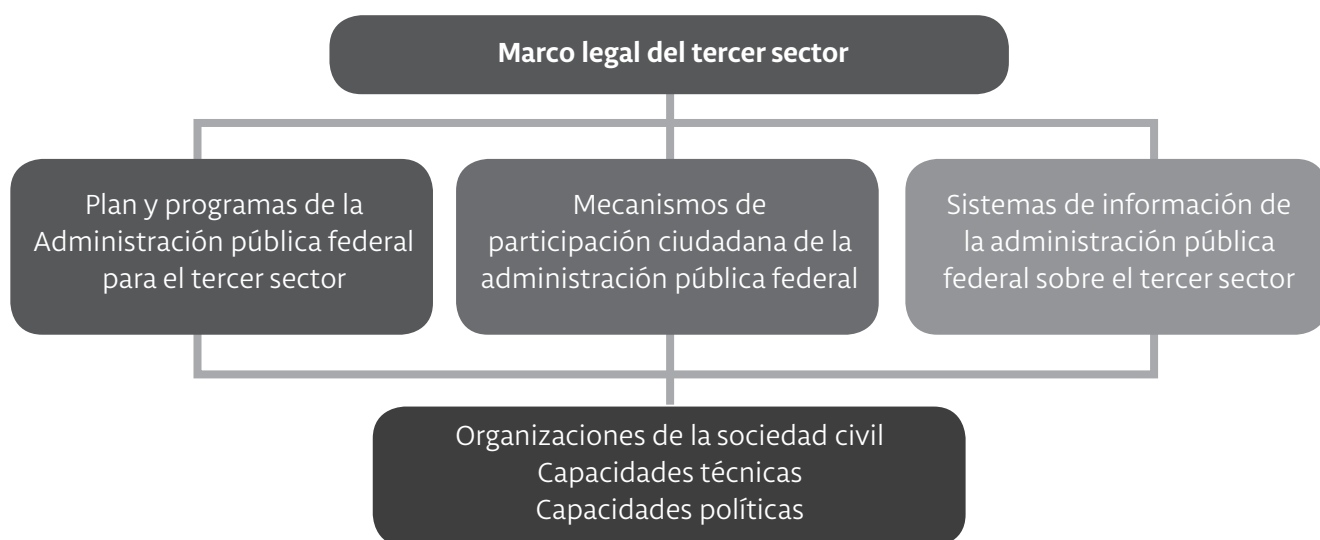 Marco legal del tercer sector
Plan y programas de la
Administración pública federal
para el tercer sector
Mecanismos de
participación ciudadana de la
administración pública federal
Sistemas de información de
la administración pública
federal sobre el tercer sector
Organizaciones de la sociedad civil
Capacidades técnicas
Capacidades políticas